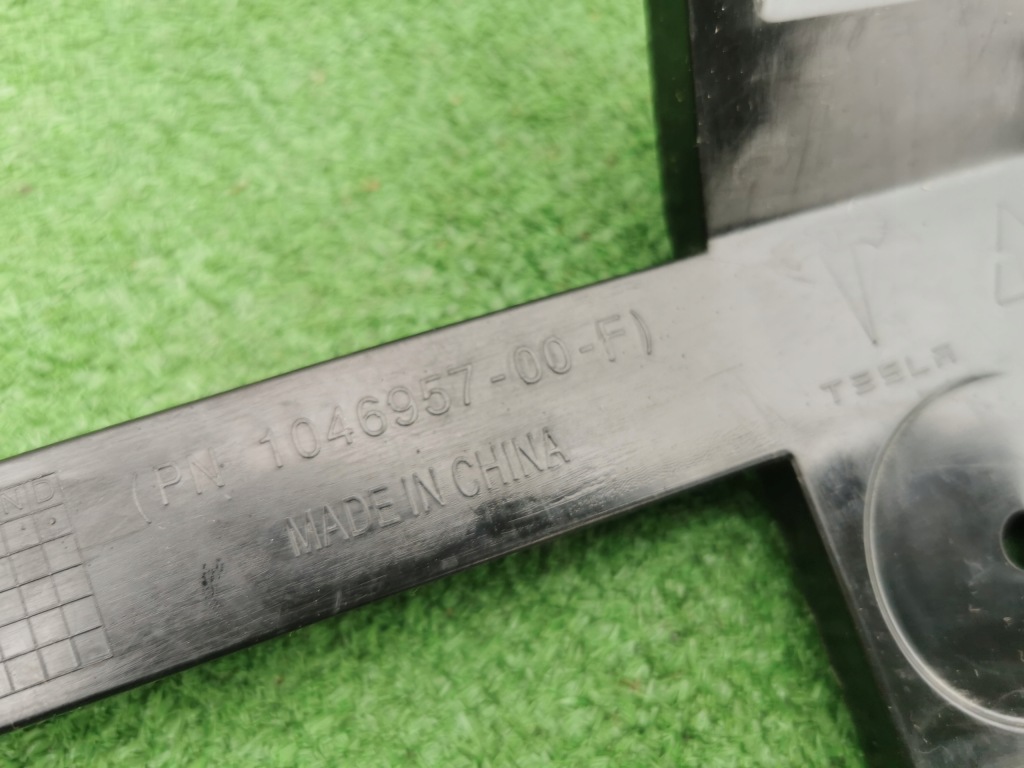 TESLA
(PN 1046957-00-F)
MADE IN CHINA